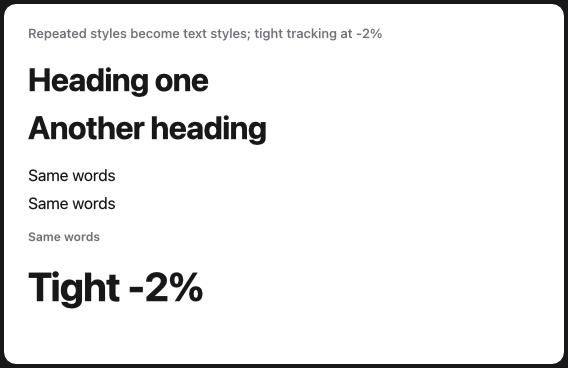 Repeated styles become text styles; tight tracking at -2%
Heading one
Another heading
Same words
Same words
Same words
Tight -2%